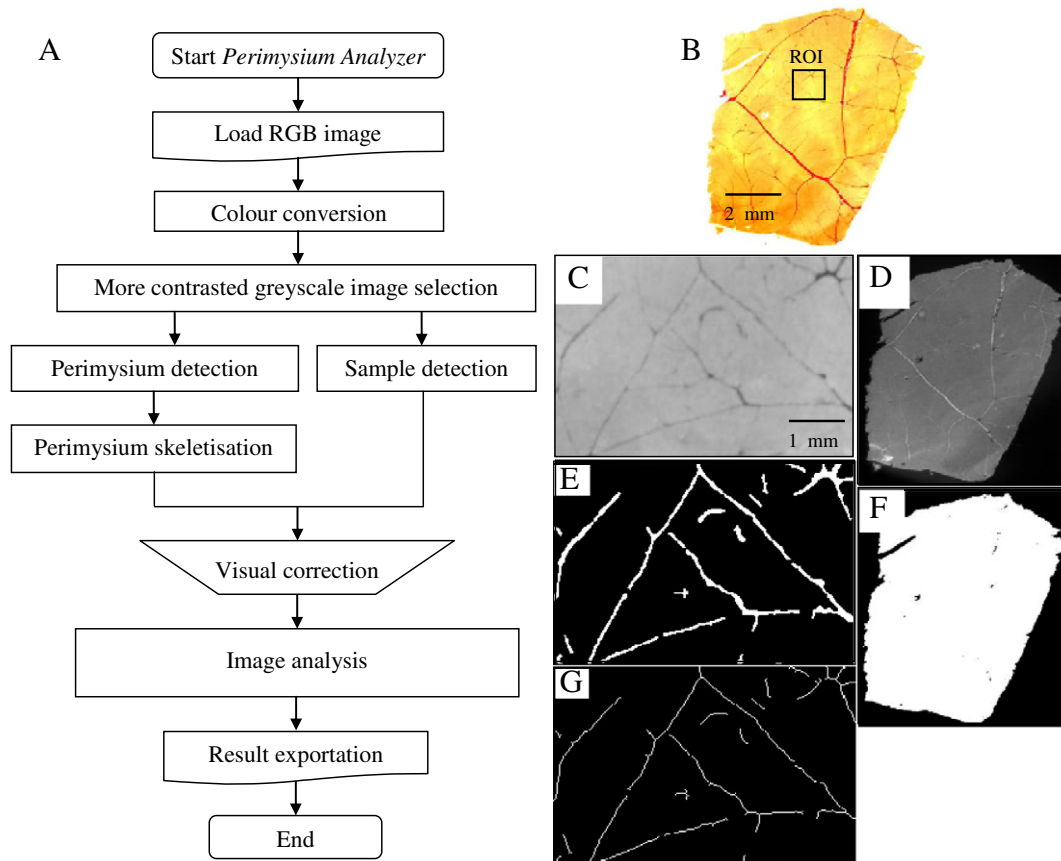 A
Start Perimysium Analyzer
Load RGB image
Colour conversion
More contrasted greyscale image selection
Perimysium detection
Sample detection
Perimysium skeletisation
Visual correction
Image analysis
Result exportation
End
B
ROI
2 mm
C
1 mm
D
E
F
G